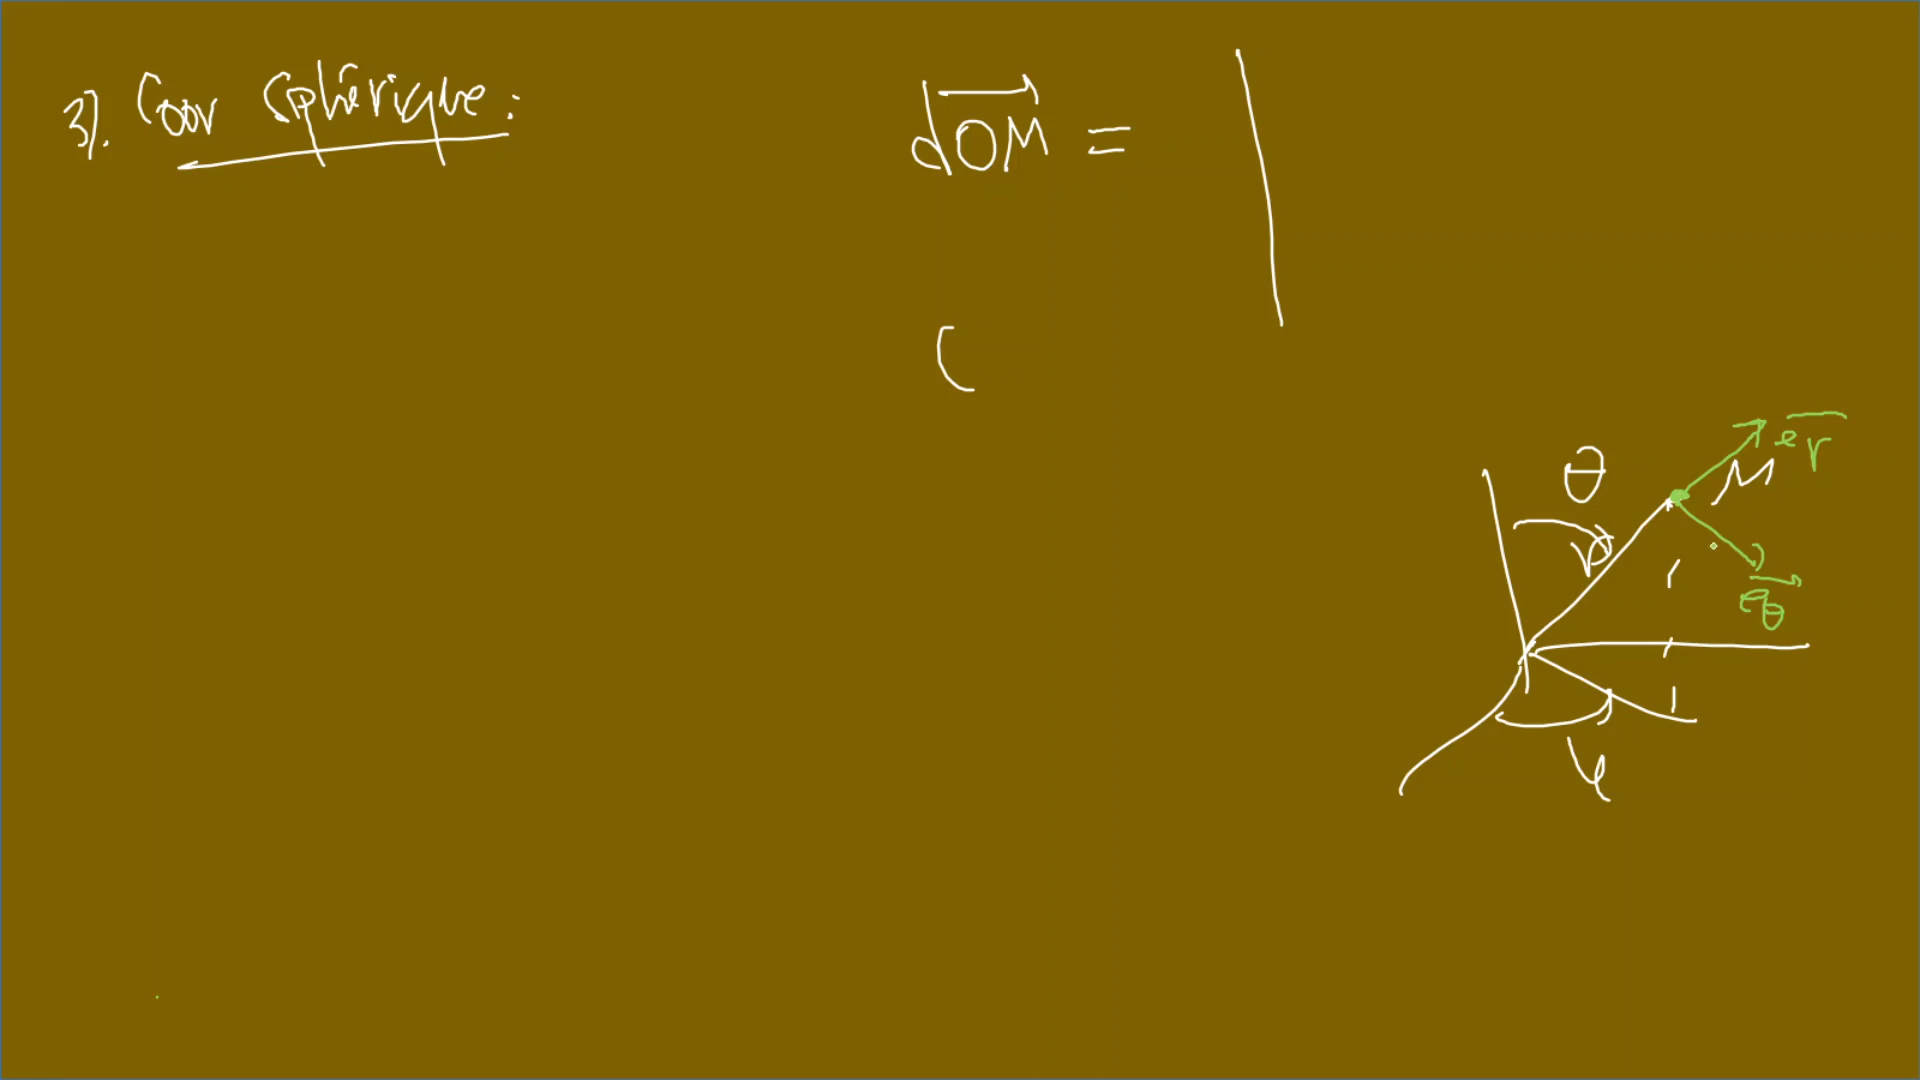 3). Coor Sphérique:
dOM =
(
θ
er
M
eθ
φ